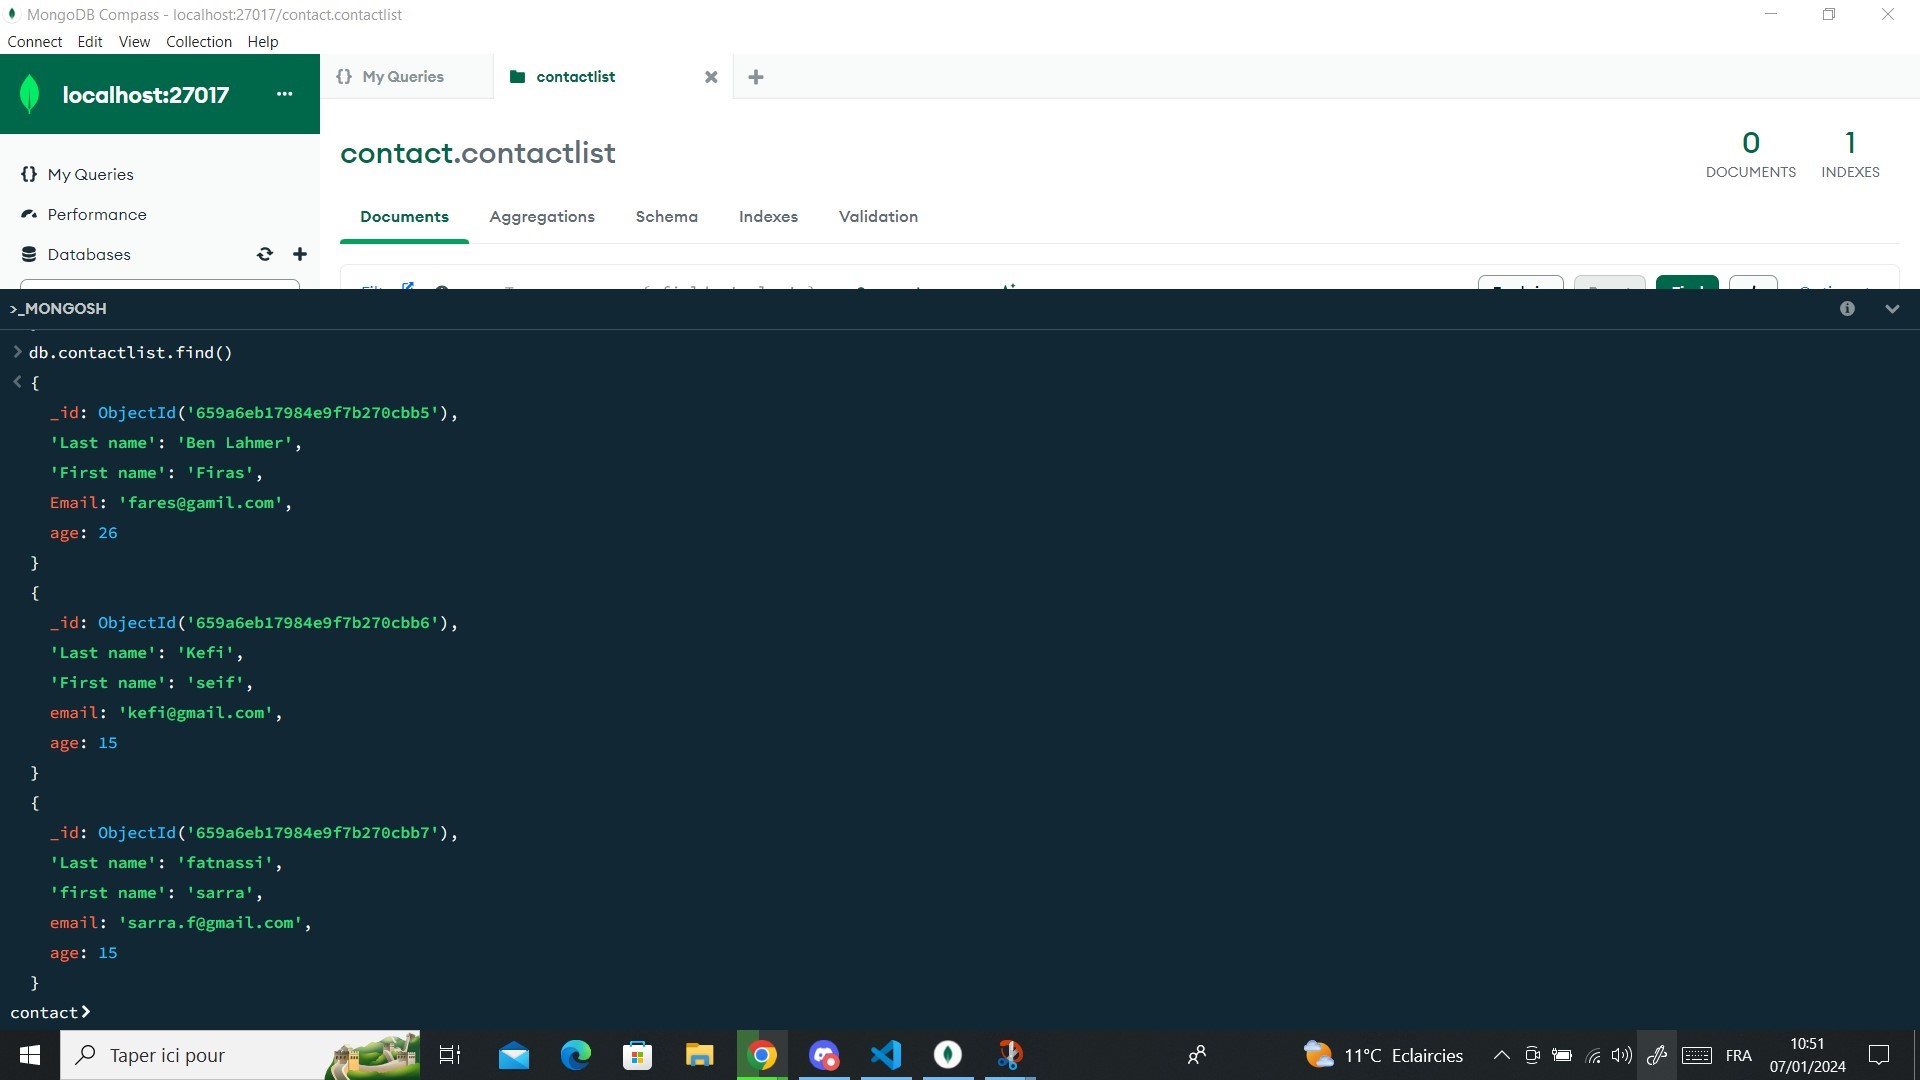 MongoDB Compass - localhost:27017/contact.contactlist
Connect Edit View Collection Help
localhost:27017 ...
{} My Queries
contactlist
contact.contactlist
0
DOCUMENTS
1
INDEXES
{} My Queries
Performance
Databases
Documents Aggregations Schema Indexes Validation
>_MONGOSH
db.contactlist.find()
{
_id: ObjectId('659a6eb17984e9f7b270cbb5'),
'Last name': 'Ben Lahmer',
'First name': 'Firas',
Email: 'fares@gamil.com',
age: 26
}
{
_id: ObjectId('659a6eb17984e9f7b270cbb6'),
'Last name': 'Kefi',
'First name': 'seif',
email: 'kefi@gmail.com',
age: 15
}
{
_id: ObjectId('659a6eb17984e9f7b270cbb7'),
'Last name': 'fatnassi',
'first name': 'sarra',
email: 'sarra.f@gmail.com',
age: 15
}
contact>
Taper ici pour
11°C Eclaircies
FRA
10:51
07/01/2024